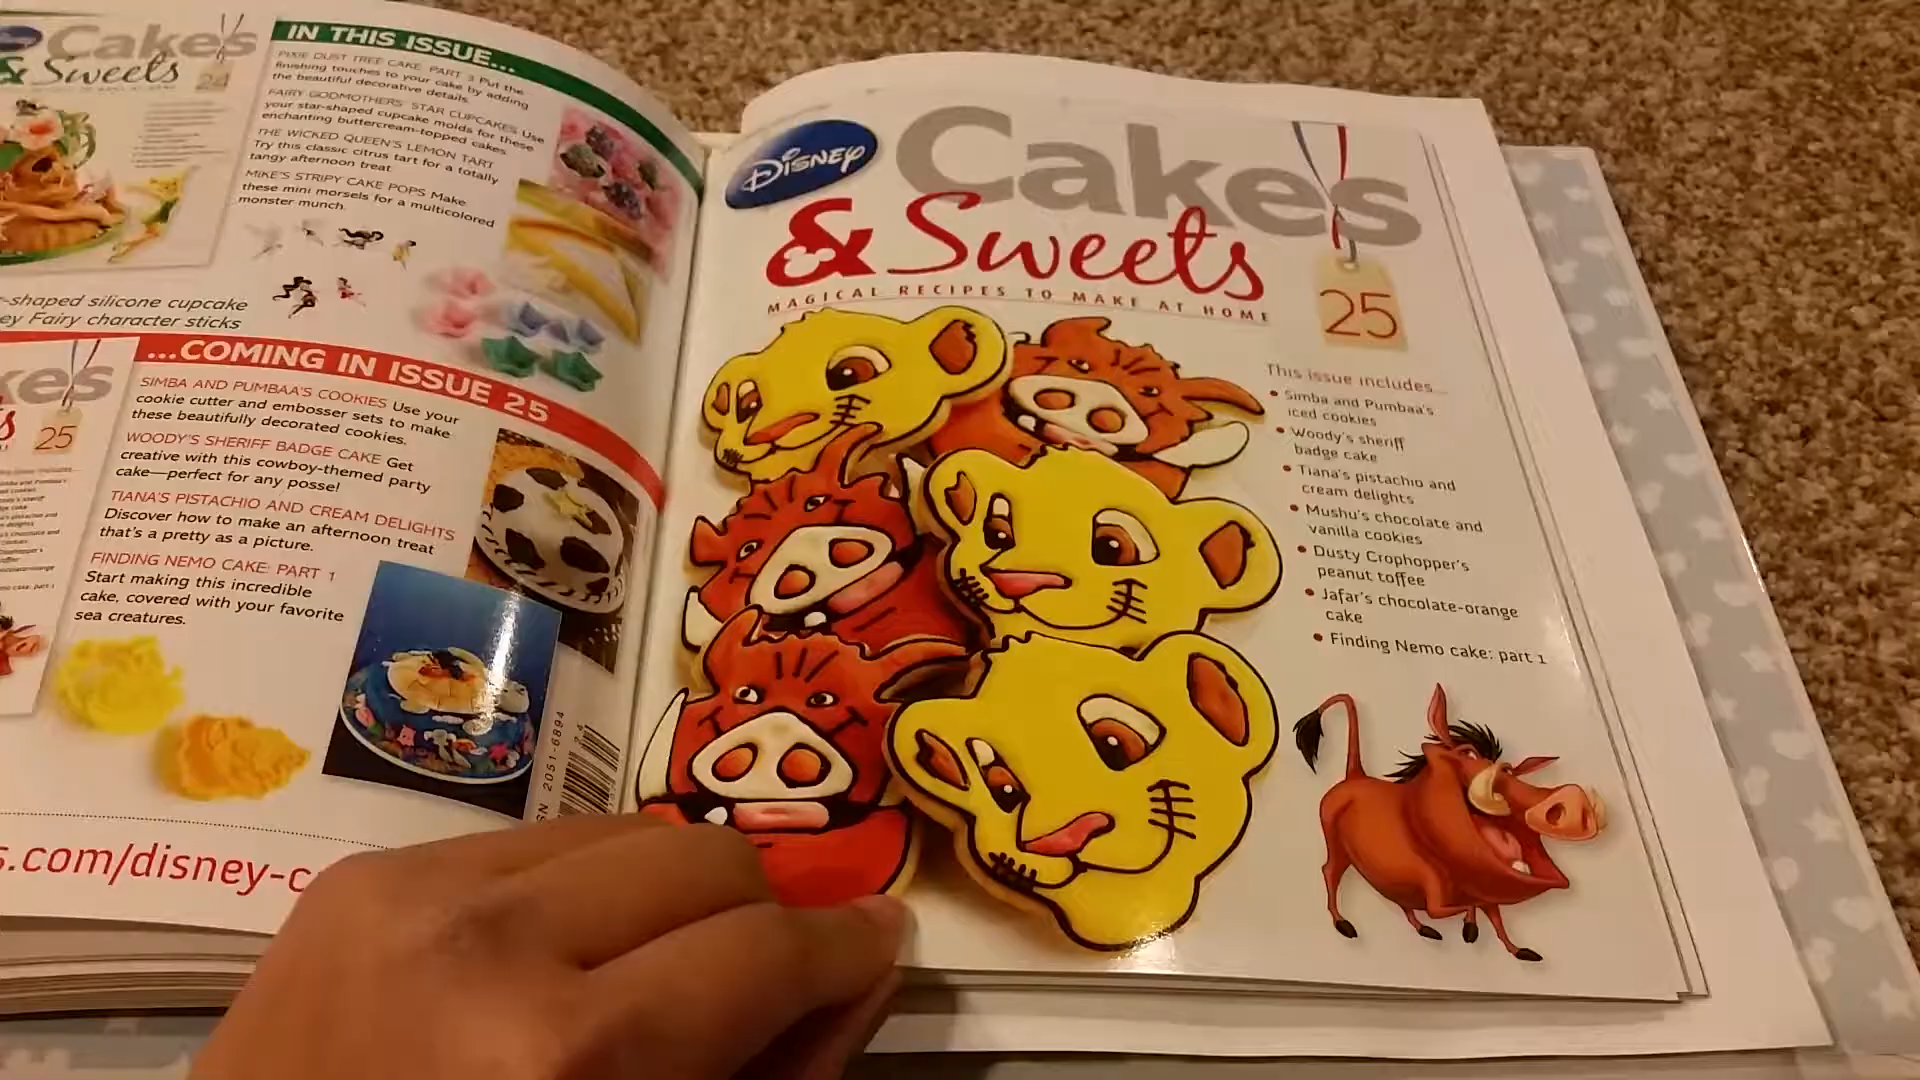 Cakes
& Sweets
24
IN THIS ISSUE...
PIXIE DUST TREE CAKE: PART 3 Put the
finishing touches to your cake by adding
the beautiful decorative details.
FAIRY GODMOTHERS' STAR CUPCAKES Use
your star-shaped cupcake molds for these
enchanting buttercream-topped cakes
THE WICKED QUEEN'S LEMON TART
Try this classic citrus tart for a totally
tangy afternoon treat.
MIKE'S STRIPY CAKE POPS Make
these mini morsels for a multicolored
monster munch.
-shaped silicone cupcake
ey Fairy character sticks
...COMING IN ISSUE 25
kes
25
SIMBA AND PUMBAA'S COOKIES Use your
cookie cutter and embosser sets to make
these beautifully decorated cookies.
WOODY'S SHERIFF BADGE CAKE Get
creative with this cowboy-themed party
cake—perfect for any posse!
TIANA'S PISTACHIO AND CREAM DELIGHTS
Discover how to make an afternoon treat
that's a pretty as a picture.
FINDING NEMO CAKE: PART 1
Start making this incredible
cake, covered with your favorite
sea creatures.
SN 2051-6894
s.com/disney-c
Disney
Cakes
& Sweets
MAGICAL RECIPES TO MAKE AT HOME
25
This issue includes...
• Simba and Pumbaa's
iced cookies
• Woody's sheriff
badge cake
• Tiana's pistachio and
cream delights
• Mushu's chocolate and
vanilla cookies
• Dusty Crophopper's
peanut toffee
• Jafar's chocolate-orange
cake
• Finding Nemo cake: part 1